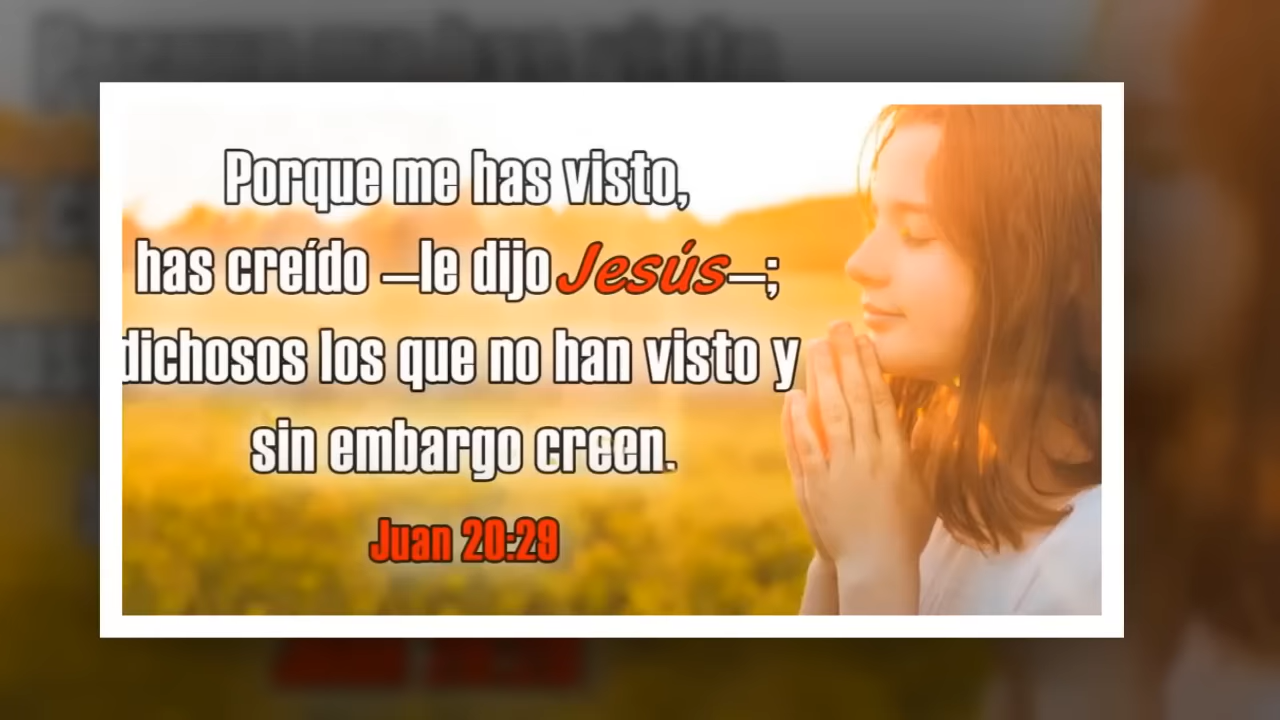 Porque me has visto,
has creído —le dijo Jesús—;
dichosos los que no han visto y
sin embargo creen.
Juan 20:29